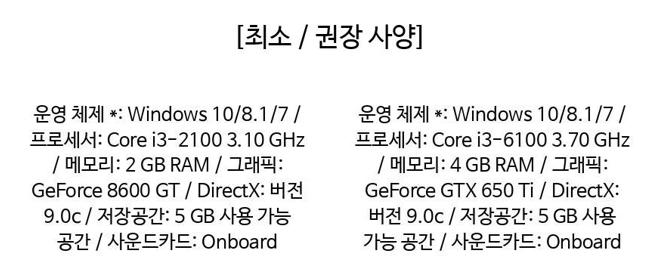 [최소 / 권장 사양]
운영 체제 *: Windows 10/8.1/7 /
프로세서: Core i3-2100 3.10 GHz
/ 메모리: 2 GB RAM / 그래픽:
GeForce 8600 GT / DirectX: 버전
9.0c / 저장공간: 5 GB 사용 가능
공간 / 사운드카드: Onboard
운영 체제 *: Windows 10/8.1/7 /
프로세서: Core i3-6100 3.70 GHz
/ 메모리: 4 GB RAM / 그래픽:
GeForce GTX 650 Ti / DirectX:
버전 9.0c / 저장공간: 5 GB 사용
가능 공간 / 사운드카드: Onboard